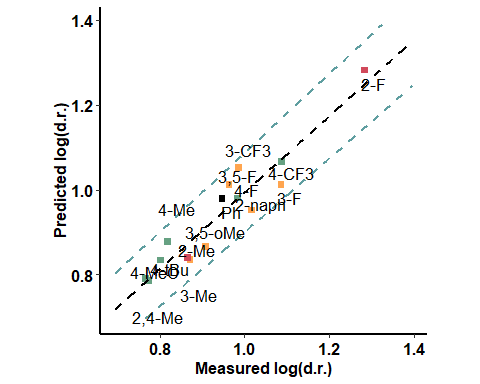 1.4
1.2
1.0
0.8
Predicted log(d.r.)
2-F
3-CF3
3,5-F
4-CF3
4-F
3-F
2-naph
4-Me
Ph
3,5-oMe
2-Me
4-tBu
4-MeO
3-Me
2,4-Me
0.8
1.0
1.2
1.4
Measured log(d.r.)